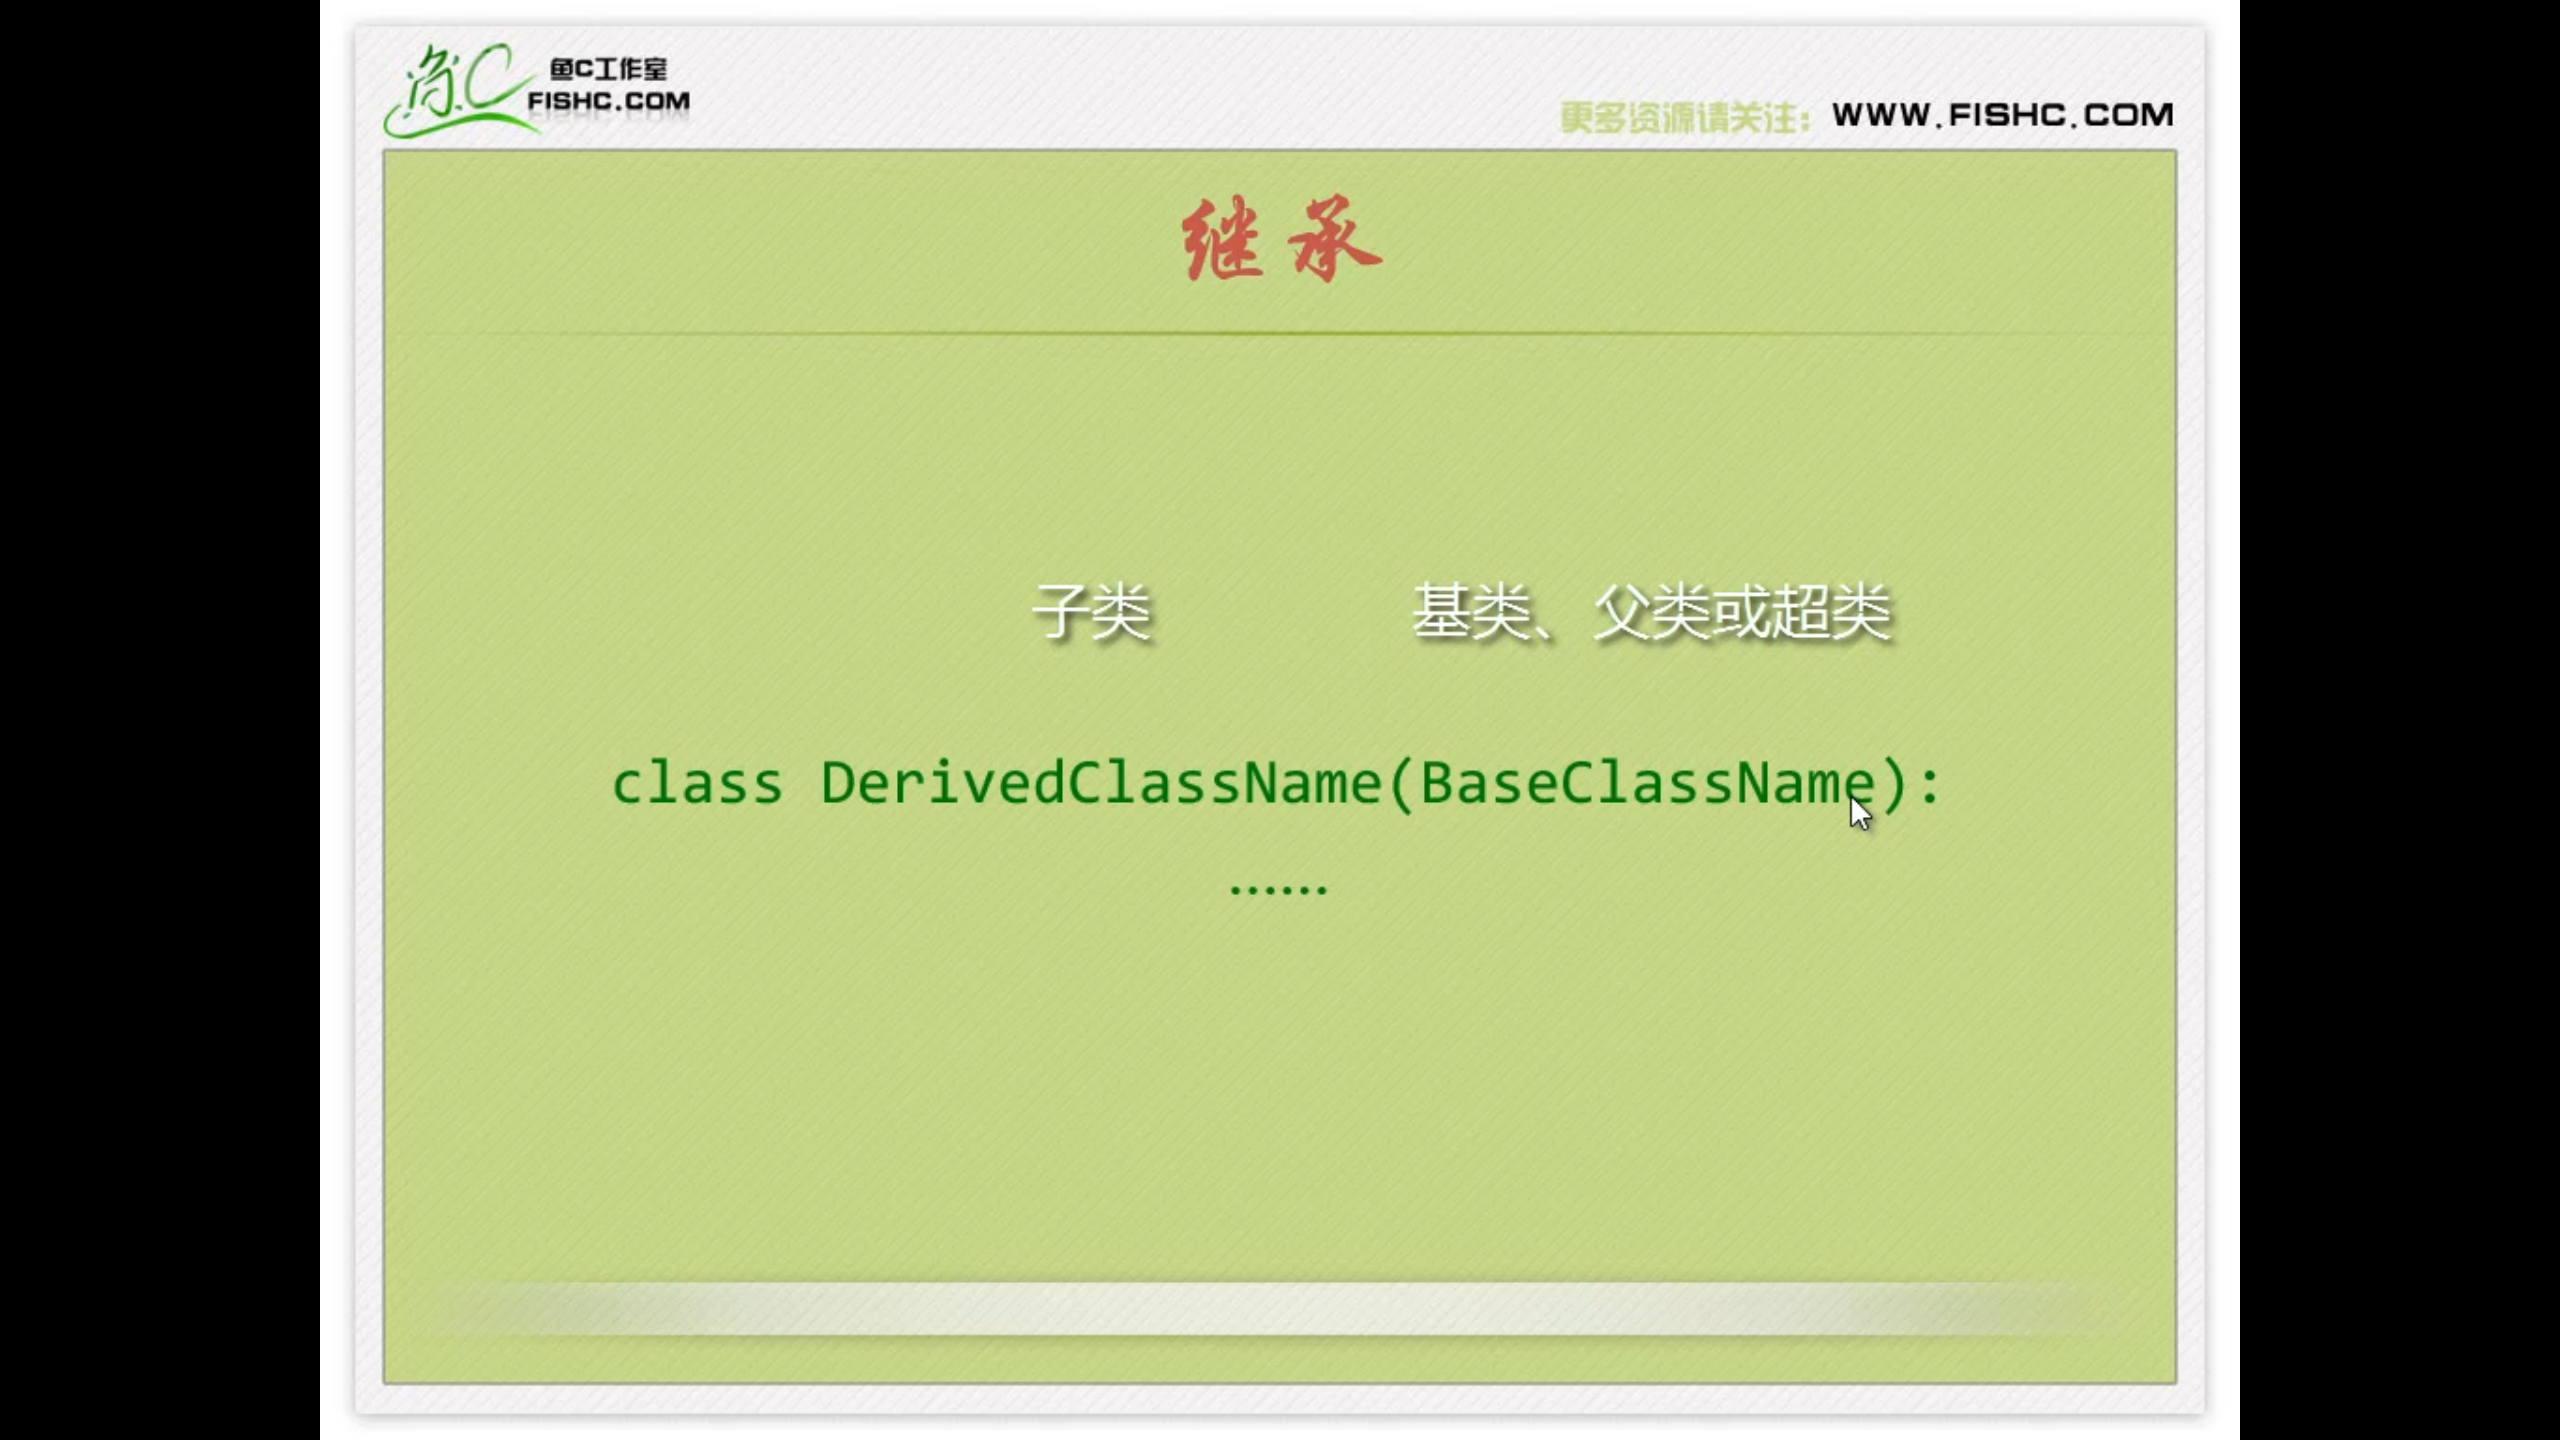 鱼C工作室
FISHC.COM
更多资源请关注: WWW.FISHC.COM
继承
子类 基类、父类或超类
class DerivedClassName(BaseClassName):
……